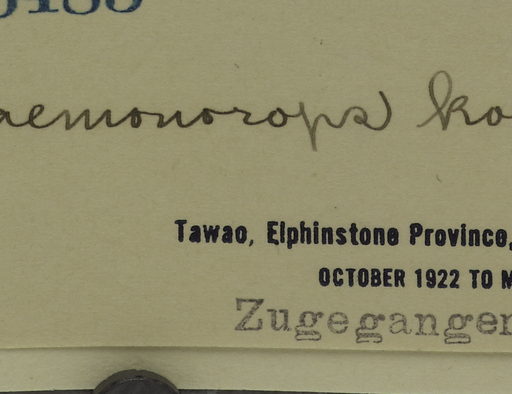 aemonorops ko
Tawao, Elphinstone Province,
OCTOBER 1922 TO M
Zugegangen